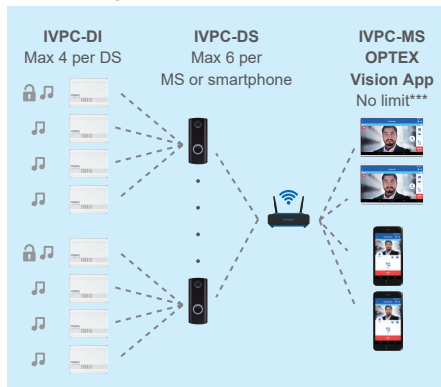 IVPC-DI
Max 4 per DS
IVPC-DS
Max 6 per
MS or smartphone
IVPC-MS
OPTEX
Vision App
No limit***